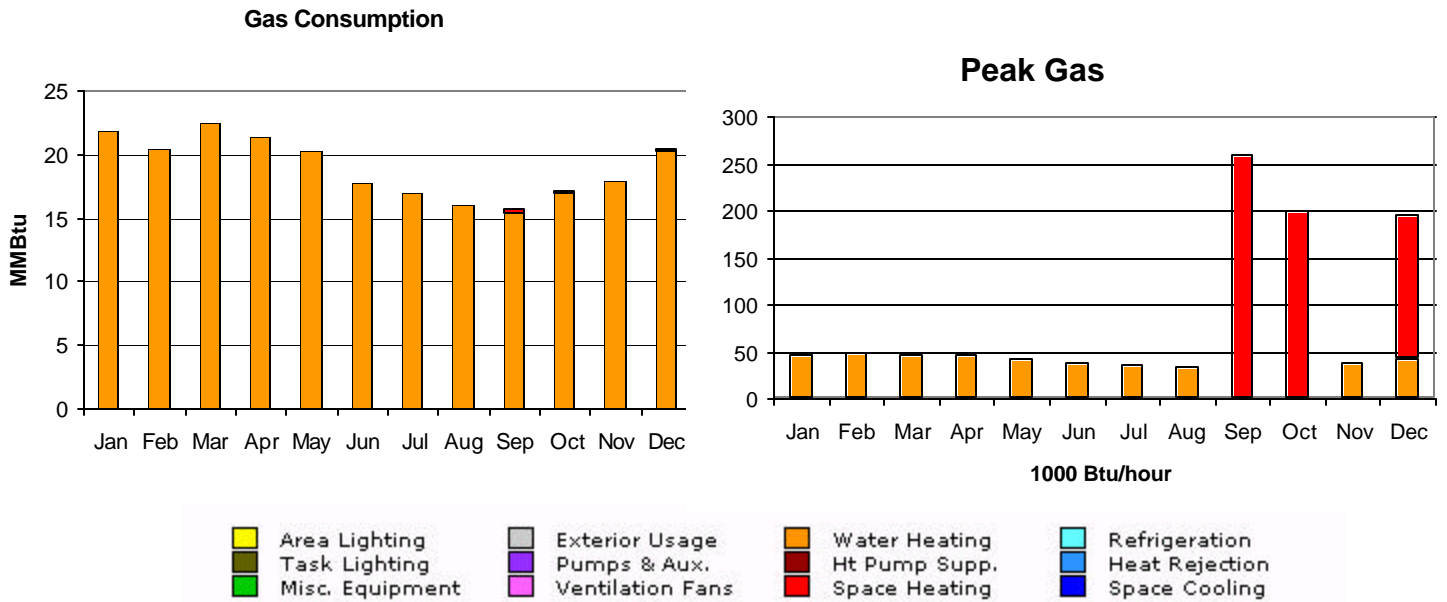 Gas Consumption
25
20
15
10
5
0
MMBtu
Jan Feb Mar Apr May Jun Jul Aug Sep Oct Nov Dec
Peak Gas
300
250
200
150
100
50
0
Jan Feb Mar Apr May Jun Jul Aug Sep Oct Nov Dec
1000 Btu/hour
Area Lighting Exterior Usage Water Heating Refrigeration
Task Lighting Pumps & Aux. Ht Pump Supp. Heat Rejection
Misc. Equipment Ventilation Fans Space Heating Space Cooling